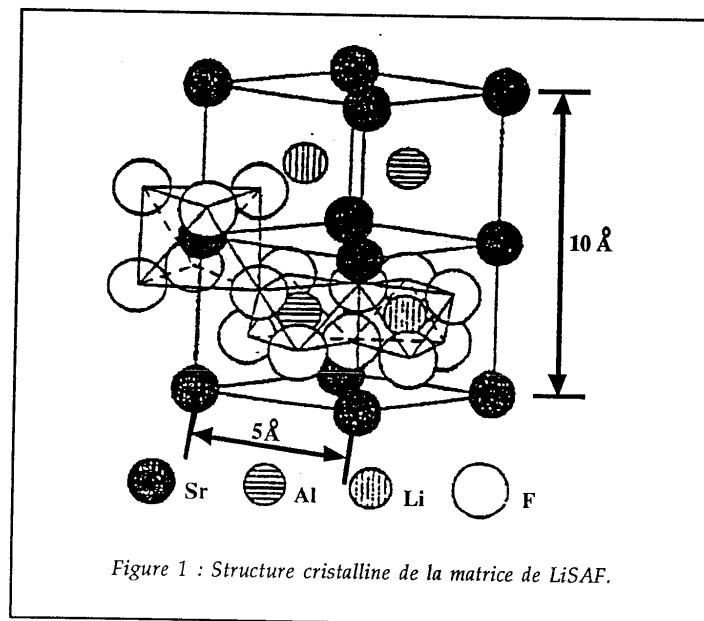 10 Å
5Å
Sr Al Li F
Figure 1 : Structure cristalline de la matrice de LiSAF.